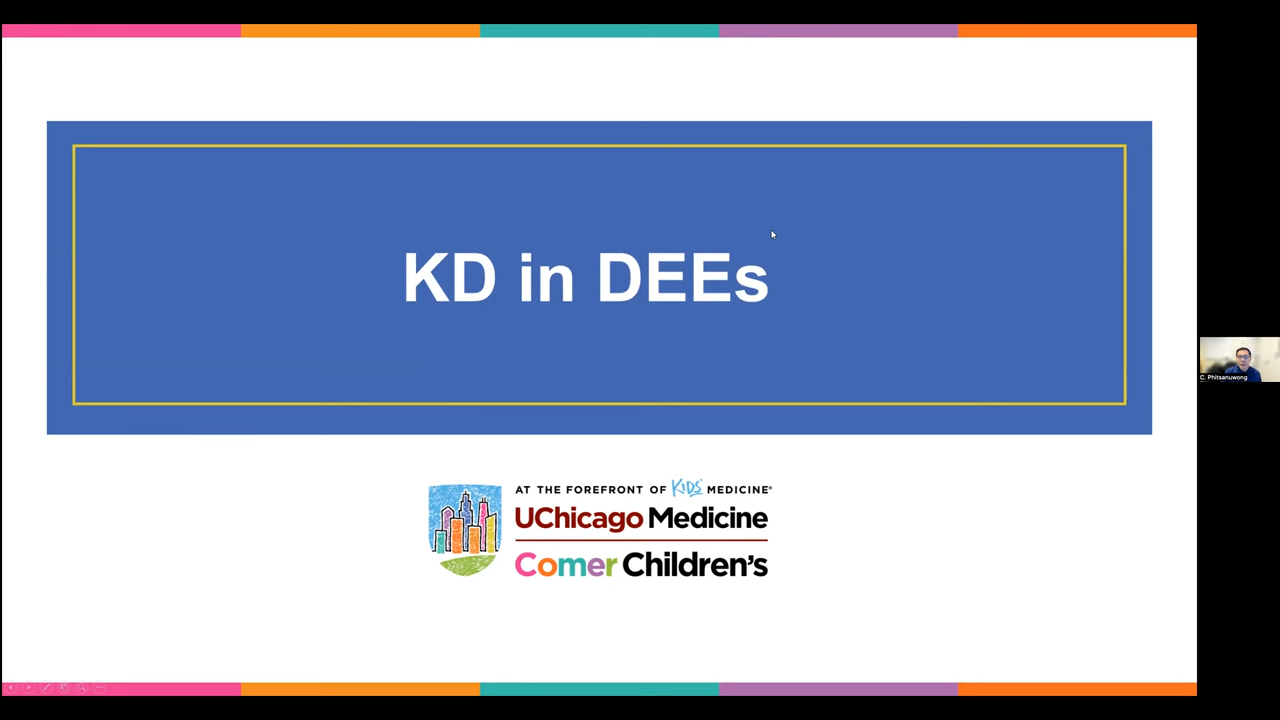 KD in DEEs
AT THE FOREFRONT OF KIDS' MEDICINE®
UChicago Medicine
Comer Children's
C. Phitsanuwong